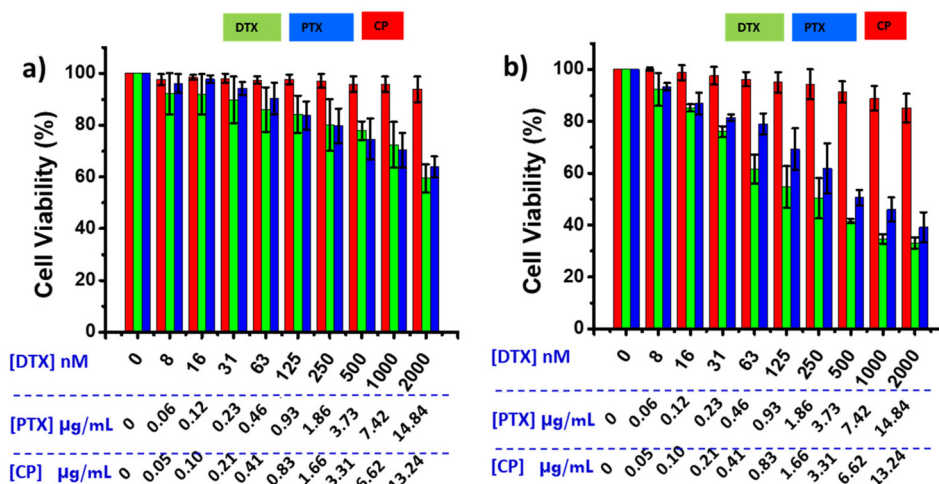 DTX PTX CP
a)
Cell Viability (%)
100
80
60
40
20
0
[DTX] nM 0 8 16 31 63 125 250 500 1000 2000
[PTX] µg/mL 0 0.06 0.12 0.23 0.46 0.93 1.86 3.73 7.42 14.84
[CP] µg/mL 0 0.05 0.10 0.21 0.41 0.83 1.66 3.31 6.62 13.24
DTX PTX CP
b)
Cell Viability (%)
100
80
60
40
20
0
[DTX] nM 0 8 16 31 63 125 250 500 1000 2000
[PTX] µg/mL 0 0.06 0.12 0.23 0.46 0.93 1.86 3.73 7.42 14.84
[CP] µg/mL 0 0.05 0.10 0.21 0.41 0.83 1.66 3.31 6.62 13.24